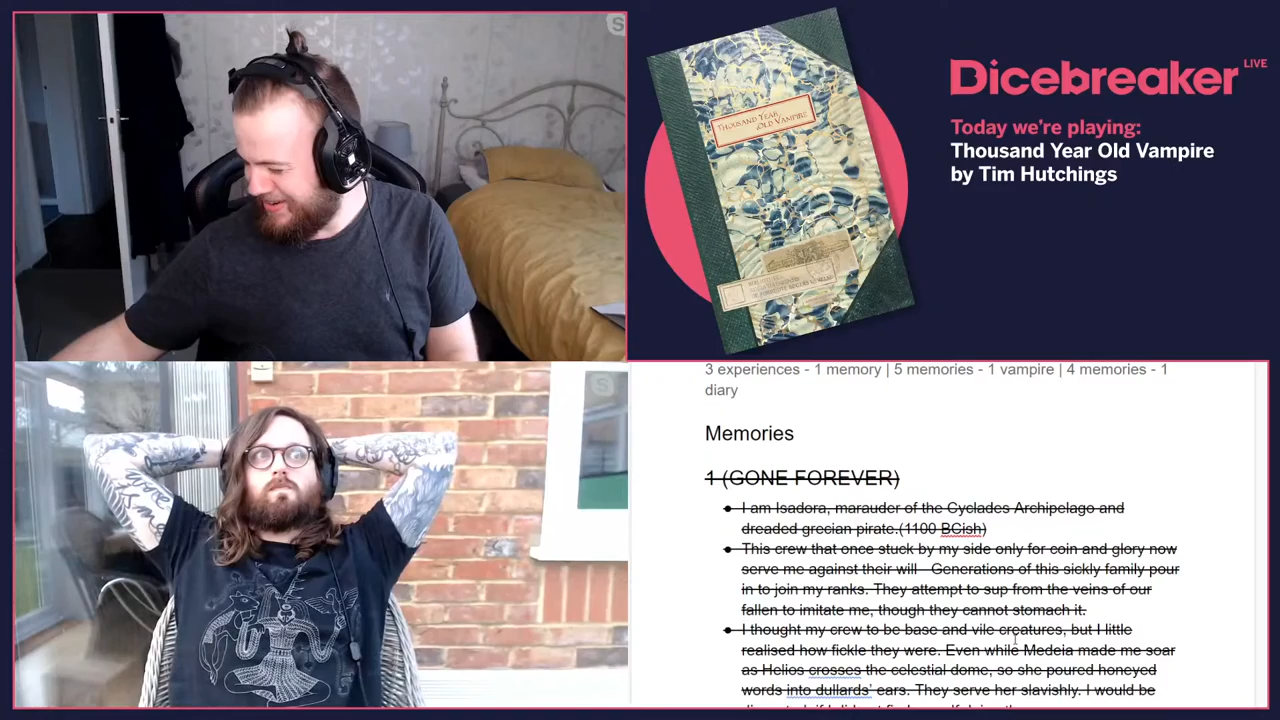 THOUSAND YEAR
OLD VAMPIRE
Dicebreaker LIVE
Today we're playing:
Thousand Year Old Vampire
by Tim Hutchings
3 experiences - 1 memory | 5 memories - 1 vampire | 4 memories - 1
diary
Memories
1 (GONE FOREVER)
I am Isadora, marauder of the Cyclades Archipelago and
dreaded grecian pirate.(1100 BCish)
This crew that once stuck by my side only for coin and glory now
serve me against their will - Generations of this sickly family pour
in to join my ranks. They attempt to sup from the veins of our
fallen to imitate me, though they cannot stomach it.
I thought my crew to be base and vile creatures, but I little
realised how fickle they were. Even while Medeia made me soar
as Helios crosses the celestial dome, so she poured honeyed
words into dullards' ears. They serve her slavishly. I would be